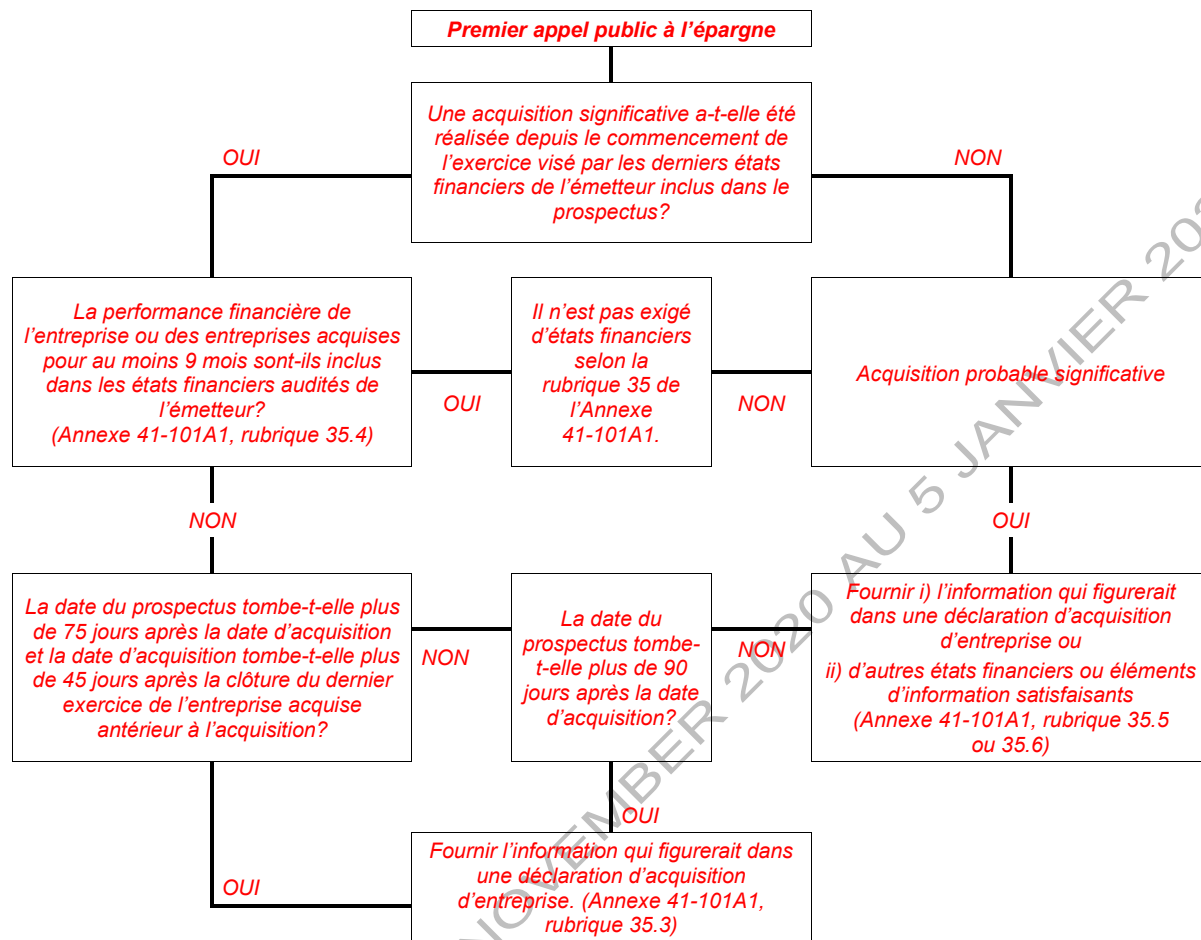 Premier appel public à l’épargne
Une acquisition significative a-t-elle été
réalisée depuis le commencement de
l’exercice visé par les derniers états
financiers de l’émetteur inclus dans le
prospectus?
OUI
NON
La performance financière de
l’entreprise ou des entreprises acquises
pour au moins 9 mois sont-ils inclus
dans les états financiers audités de
l’émetteur?
(Annexe 41-101A1, rubrique 35.4)
OUI
Il n'est pas exigé
d’états financiers
selon la
rubrique 35 de
l’Annexe
41-101A1.
NON
Acquisition probable significative
NON
OUI
La date du prospectus tombe-t-elle plus
de 75 jours après la date d’acquisition
et la date d’acquisition tombe-t-elle plus
de 45 jours après la clôture du dernier
exercice de l’entreprise acquise
antérieur à l’acquisition?
NON
La date du
prospectus tombe-
t-elle plus de 90
jours après la date
d’acquisition?
NON
Fournir i) l’information qui figurerait
dans une déclaration d’acquisition
d’entreprise ou
ii) d’autres états financiers ou éléments
d’information satisfaisants
(Annexe 41-101A1, rubrique 35.5
ou 35.6)
OUI
OUI
Fournir l’information qui figurerait dans
une déclaration d’acquisition
d’entreprise. (Annexe 41-101A1,
rubrique 35.3)
NOVEMBER 2020 AU 5 JANVIER